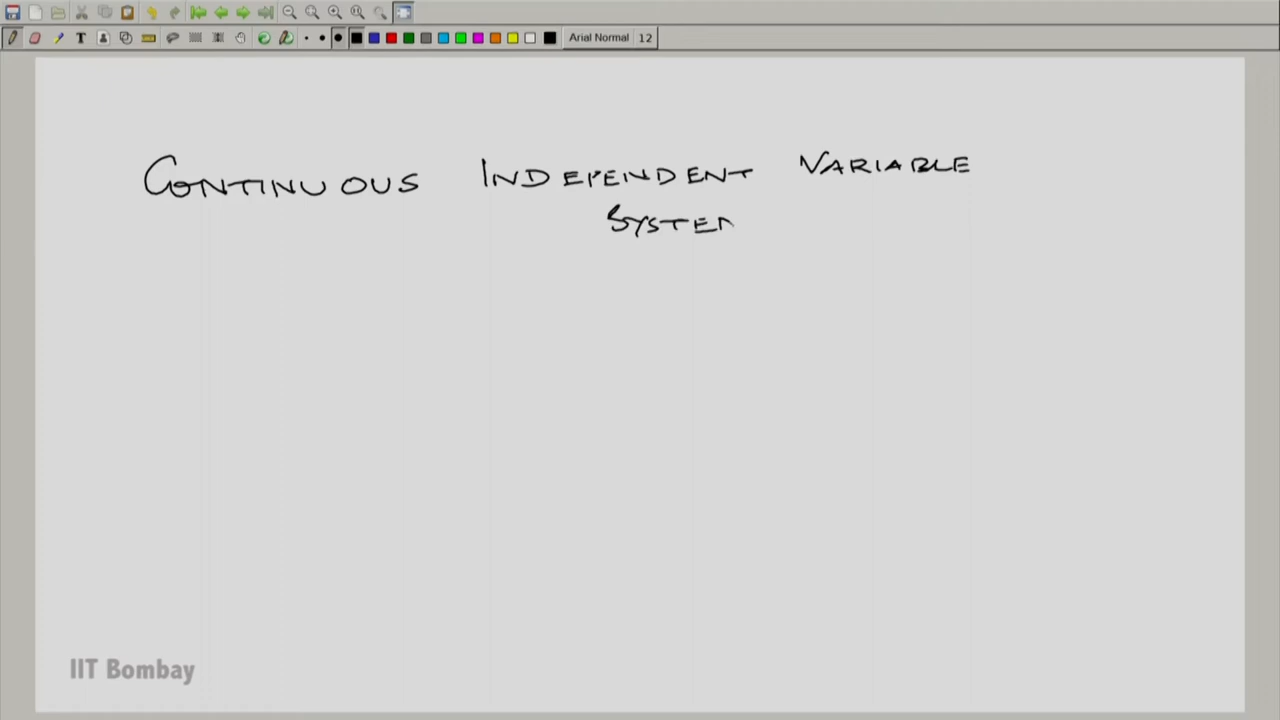 Arial Normal 12
CONTINUOUS INDEPENDENT VARIABLE
SYSTEM
IIT Bombay